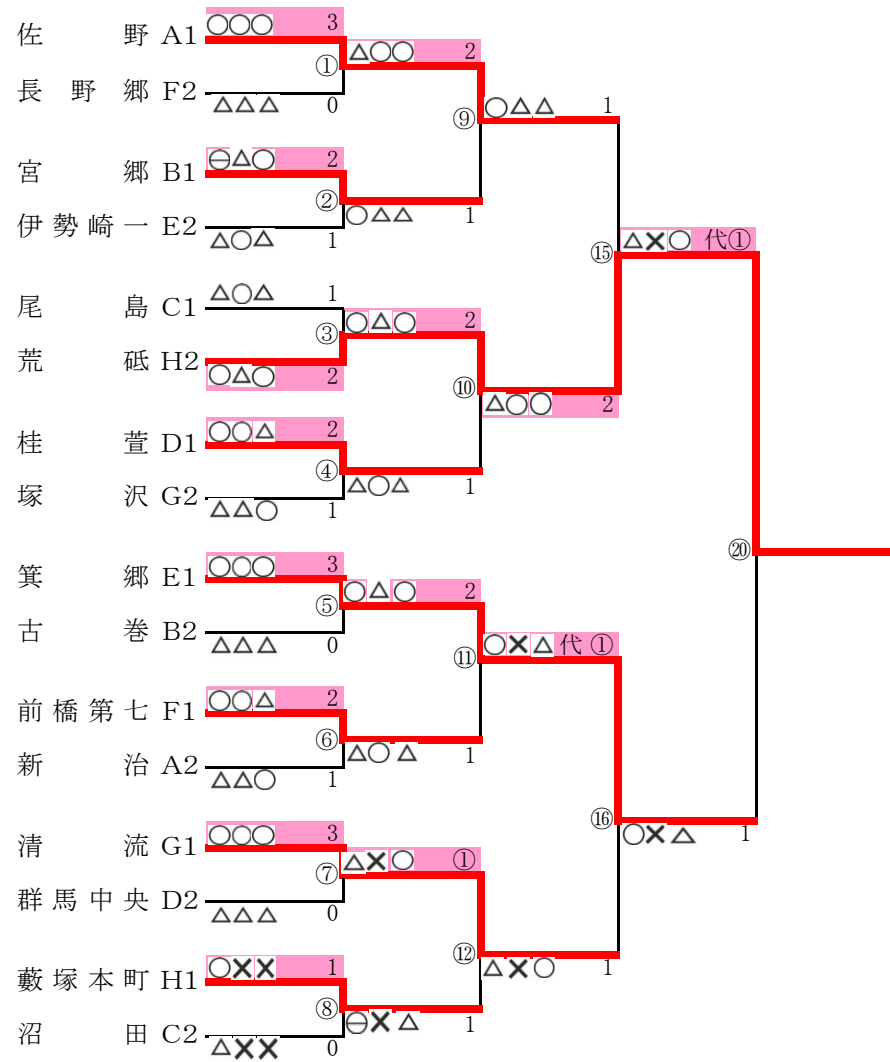 ○○○ 3
佐野 A1
① △○○ 2
長野郷 F2
△△△ 0
⑨ ○△△ 1
宮郷 B1 ⊖△○ 2
②
伊勢崎一 E2 ○△△ 1
△○△ 1
⑮ △✕○ 代①
尾島 C1 △○△ 1
③ ○△○ 2
荒砥 H2
○△○ 2
⑩ △○○ 2
桂萱 D1 ○○△ 2
④
塚沢 G2 △○△ 1
△△○ 1
⑳
箕郷 E1 ○○○ 3
⑤ ○△○ 2
古巻 B2
△△△ 0
⑪ ○✕△ 代①
前橋第七 F1 ○○△ 2
⑥
新治 A2 △○△ 1
△△○ 1
⑯ ○✕△ 1
清流 G1 ○○○ 3
⑦ △✕○ ①
群馬中央 D2
△△△ 0
⑫ △✕○ 1
藪塚本町 H1 ○✕✕ 1
⑧ ⊖✕△ 1
沼田 C2
△✕✕ 0